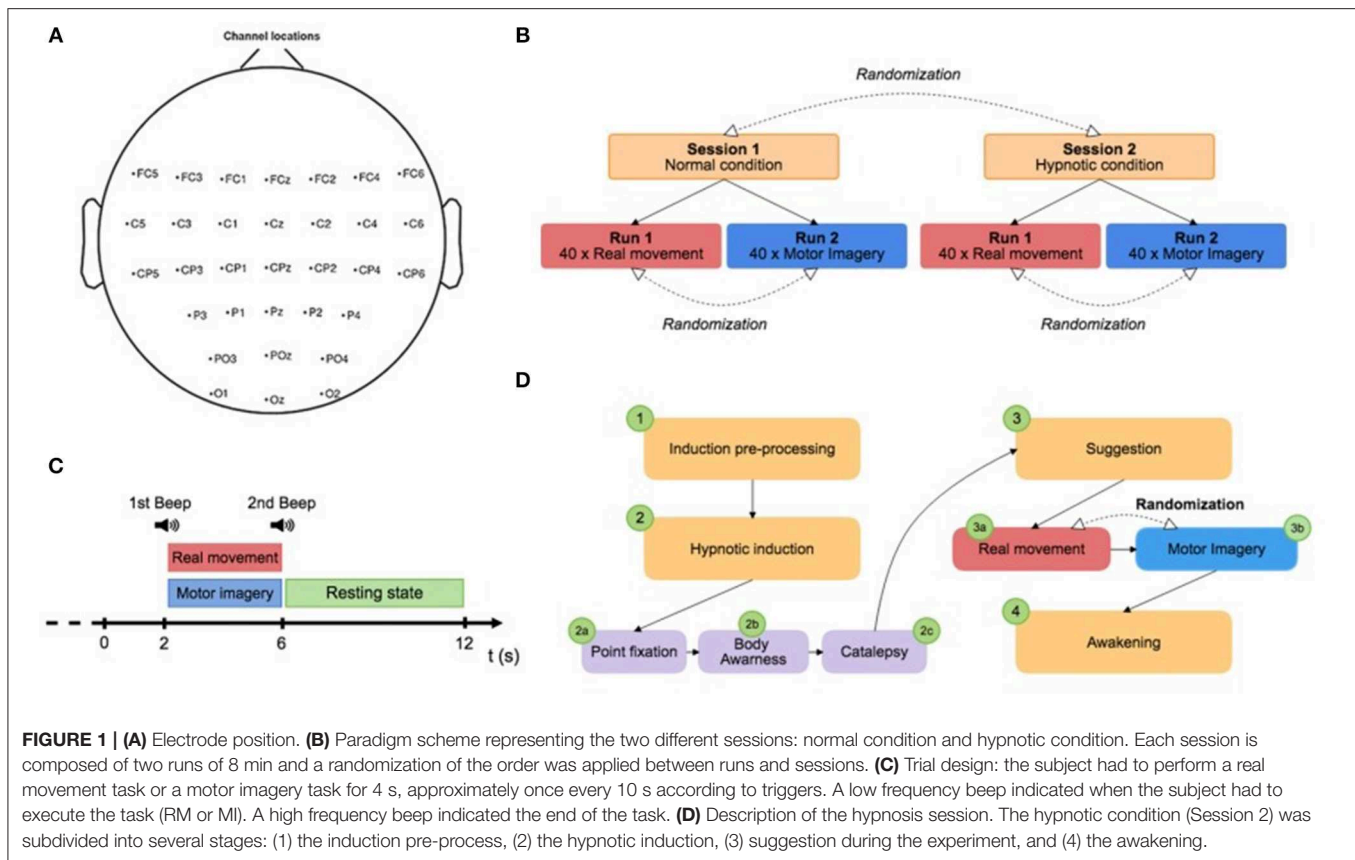 A
Channel locations
•FC5 •FC3 •FC1 •FCz •FC2 •FC4 •FC6
•C5 •C3 •C1 •Cz •C2 •C4 •C6
•CP5 •CP3 •CP1 •CPz •CP2 •CP4 •CP6
•P3 •P1 •Pz •P2 •P4
•PO3 •POz •PO4
•O1 •Oz •O2
B
Randomization
Session 1
Normal condition
Session 2
Hypnotic condition
Run 1
40 x Real movement
Run 2
40 x Motor Imagery
Run 1
40 x Real movement
Run 2
40 x Motor Imagery
Randomization
Randomization
C
1st Beep
2nd Beep
Real movement
Motor imagery
Resting state
0 2 6 12
t (s)
D
1
Induction pre-processing
2
Hypnotic induction
2a
Point fixation
2b
Body
Awarness
2c
Catalepsy
3
Suggestion
Randomization
3a
Real movement
3b
Motor Imagery
4
Awakening
FIGURE 1 | (A) Electrode position. (B) Paradigm scheme representing the two different sessions: normal condition and hypnotic condition. Each session is
composed of two runs of 8 min and a randomization of the order was applied between runs and sessions. (C) Trial design: the subject had to perform a real
movement task or a motor imagery task for 4 s, approximately once every 10 s according to triggers. A low frequency beep indicated when the subject had to
execute the task (RM or MI). A high frequency beep indicated the end of the task. (D) Description of the hypnosis session. The hypnotic condition (Session 2) was
subdivided into several stages: (1) the induction pre-process, (2) the hypnotic induction, (3) suggestion during the experiment, and (4) the awakening.